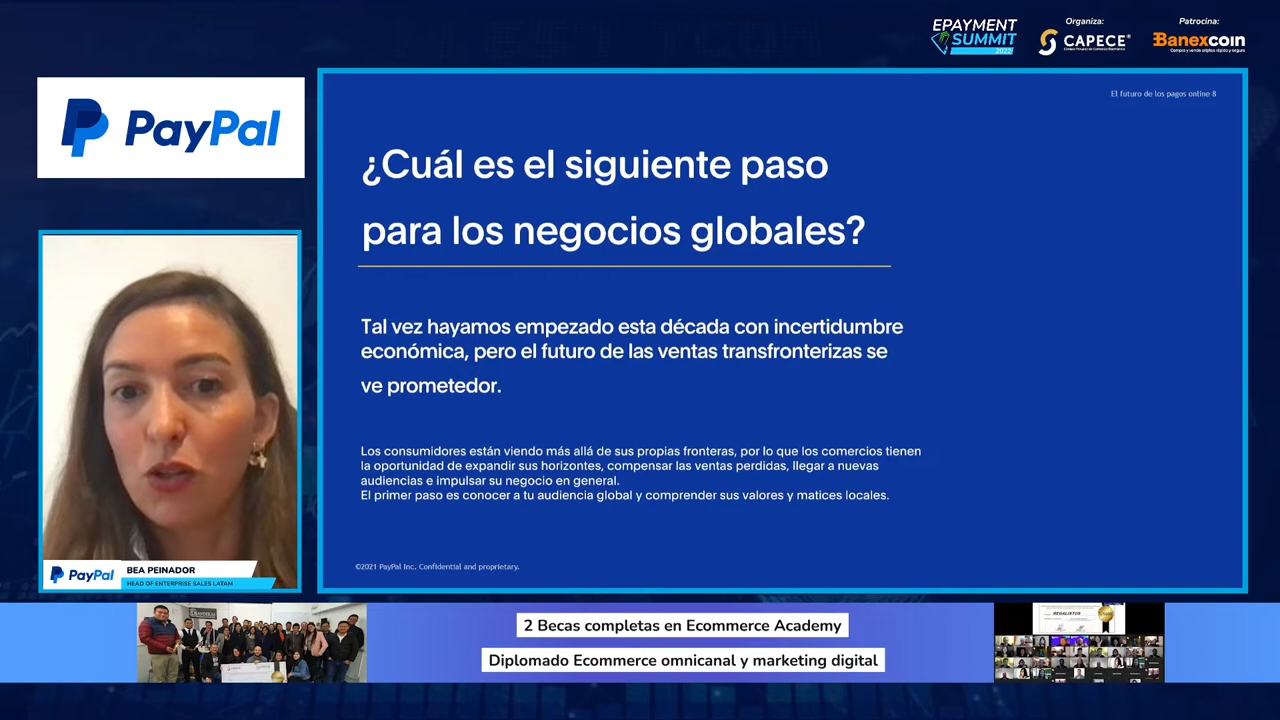 EPAYMENT
SUMMIT
2022
Organiza:
CAPECE
Patrocina:
Banexcoin
PayPal
El futuro de los pagos online 8
¿Cuál es el siguiente paso
para los negocios globales?
Tal vez hayamos empezado esta década con incertidumbre
económica, pero el futuro de las ventas transfronterizas se
ve prometedor.
Los consumidores están viendo más allá de sus propias fronteras, por lo que los comercios tienen
la oportunidad de expandir sus horizontes, compensar las ventas perdidas, llegar a nuevas
audiencias e impulsar su negocio en general.
El primer paso es conocer a tu audiencia global y comprender sus valores y matices locales.
©2021 PayPal Inc. Confidential and proprietary.
PayPal
BEA PEINADOR
HEAD OF ENTERPRISE SALES LATAM
2 Becas completas en Ecommerce Academy
Diplomado Ecommerce omnicanal y marketing digital